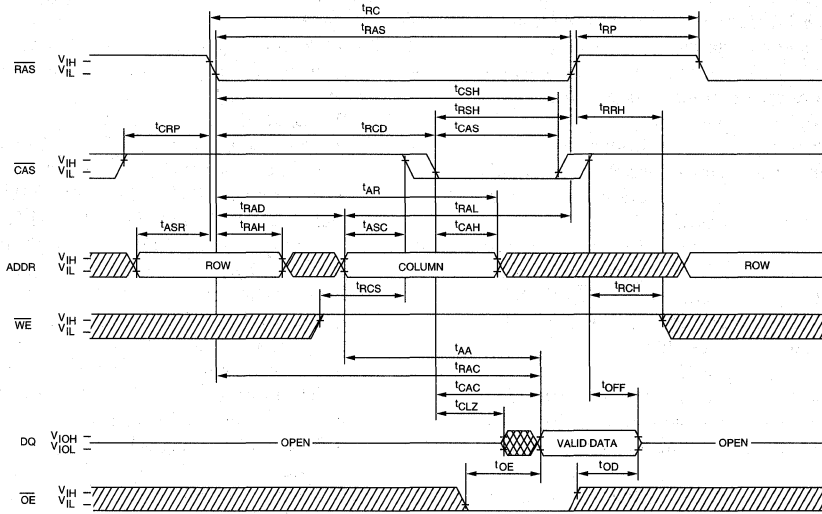 tRC
tRAS
tRP
RAS
VIH
VIL
tCSH
tRSH
tRRH
tCRP
tRCD
tCAS
CAS
VIH
VIL
tAR
tRAD
tRAL
tASR
tRAH
tASC
tCAH
ADDR
VIH
VIL
ROW
COLUMN
ROW
tRCS
tRCH
WE
VIH
VIL
tAA
tRAC
tCAC
tOFF
tCLZ
DQ
VIOH
VIOL
OPEN
VALID DATA
OPEN
tOE
tOD
OE
VIH
VIL